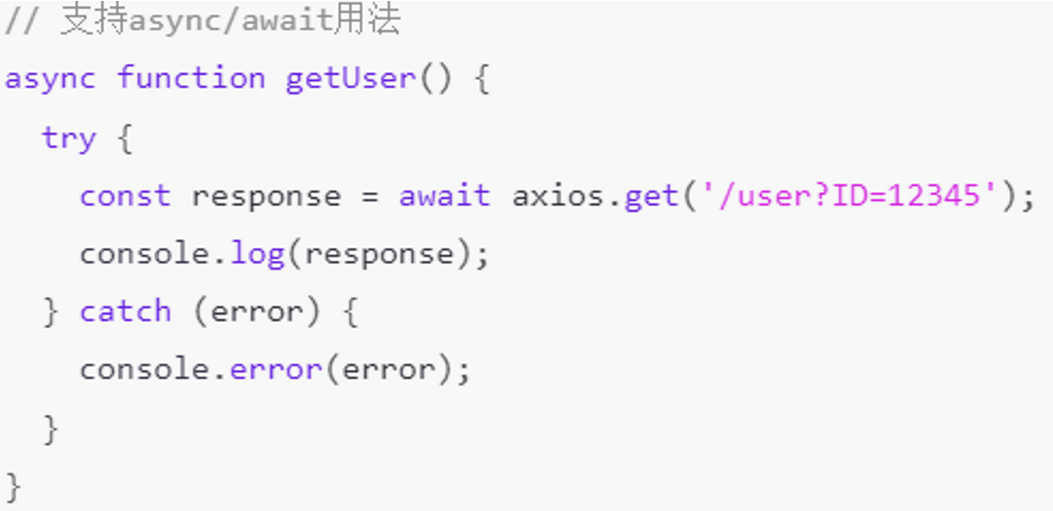 // 支持async/await用法
async function getUser() {
  try {
    const response = await axios.get('/user?ID=12345');
    console.log(response);
  } catch (error) {
    console.error(error);
  }
}